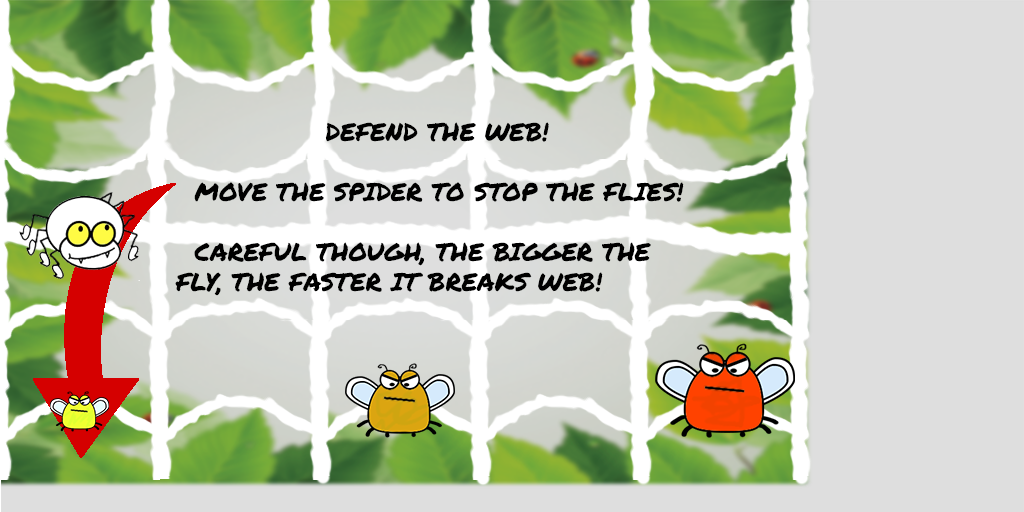 DEFEND THE WEB!
MOVE THE SPIDER TO STOP THE FLIES!
CAREFUL THOUGH, THE BIGGER THE
FLY, THE FASTER IT BREAKS WEB!